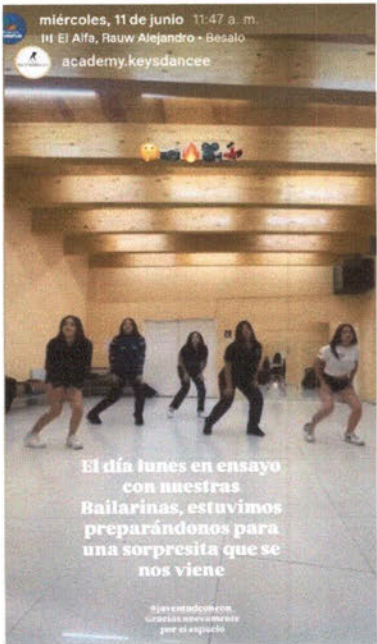 miércoles, 11 de junio 11:47 a. m.
El Alfa, Rauw Alejandro • Besalo
academy.keysdancee
El día lunes en ensayo
con nuestras
Bailarinas, estuvimos
preparándonos para
una sorpresita que se
nos viene
Gracias nuevamente
por el espacio